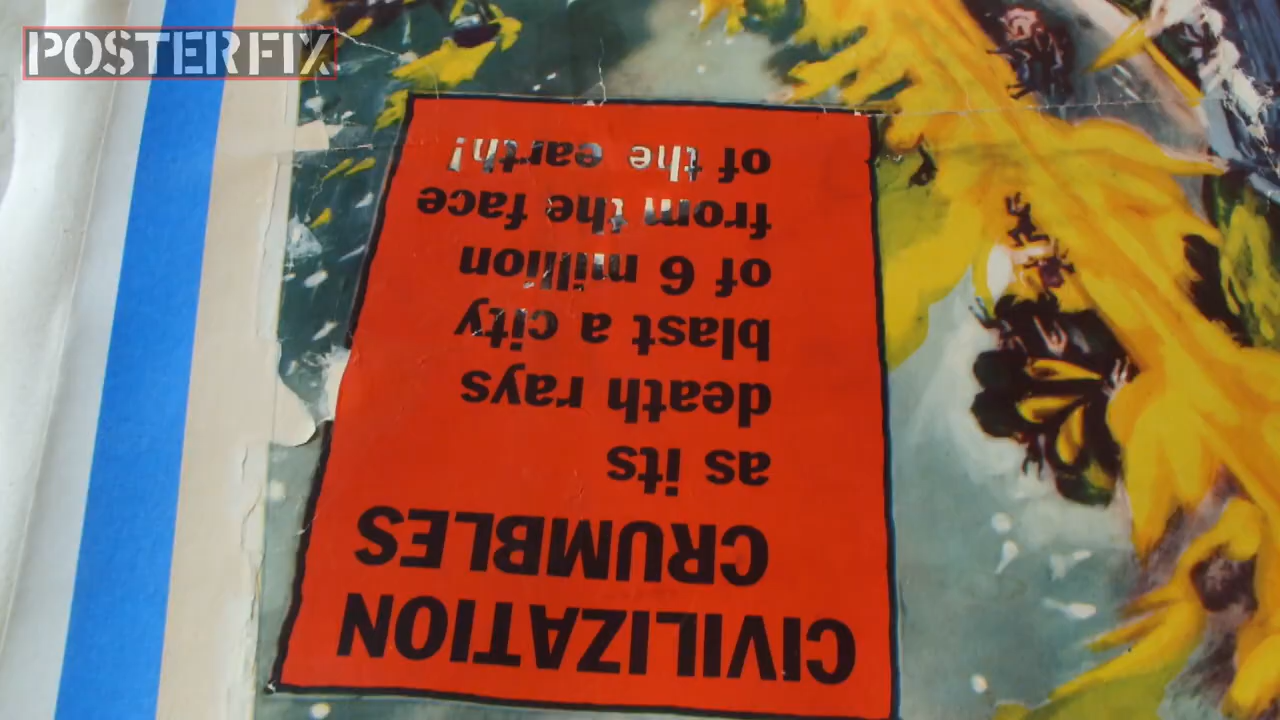 POSTERFIX
CIVILIZATION
CRUMBLES
as its
death rays
blast a city
of 6 million
from the face
of the earth!